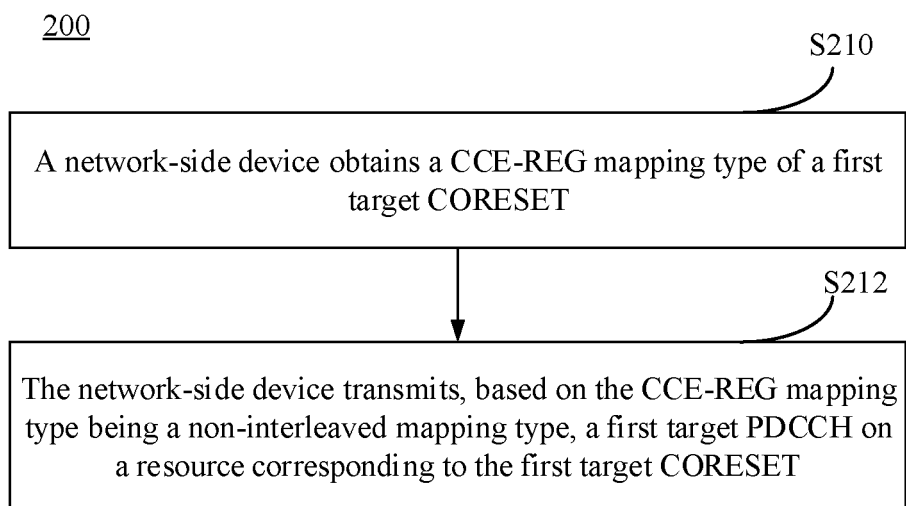 200
S210
A network-side device obtains a CCE-REG mapping type of a first
target CORESET
S212
The network-side device transmits, based on the CCE-REG mapping
type being a non-interleaved mapping type, a first target PDCCH on
a resource corresponding to the first target CORESET